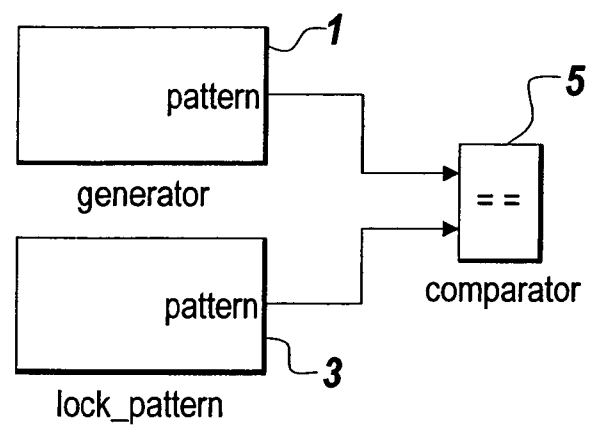 1
pattern
generator
5
= =
comparator
pattern
3
lock_pattern